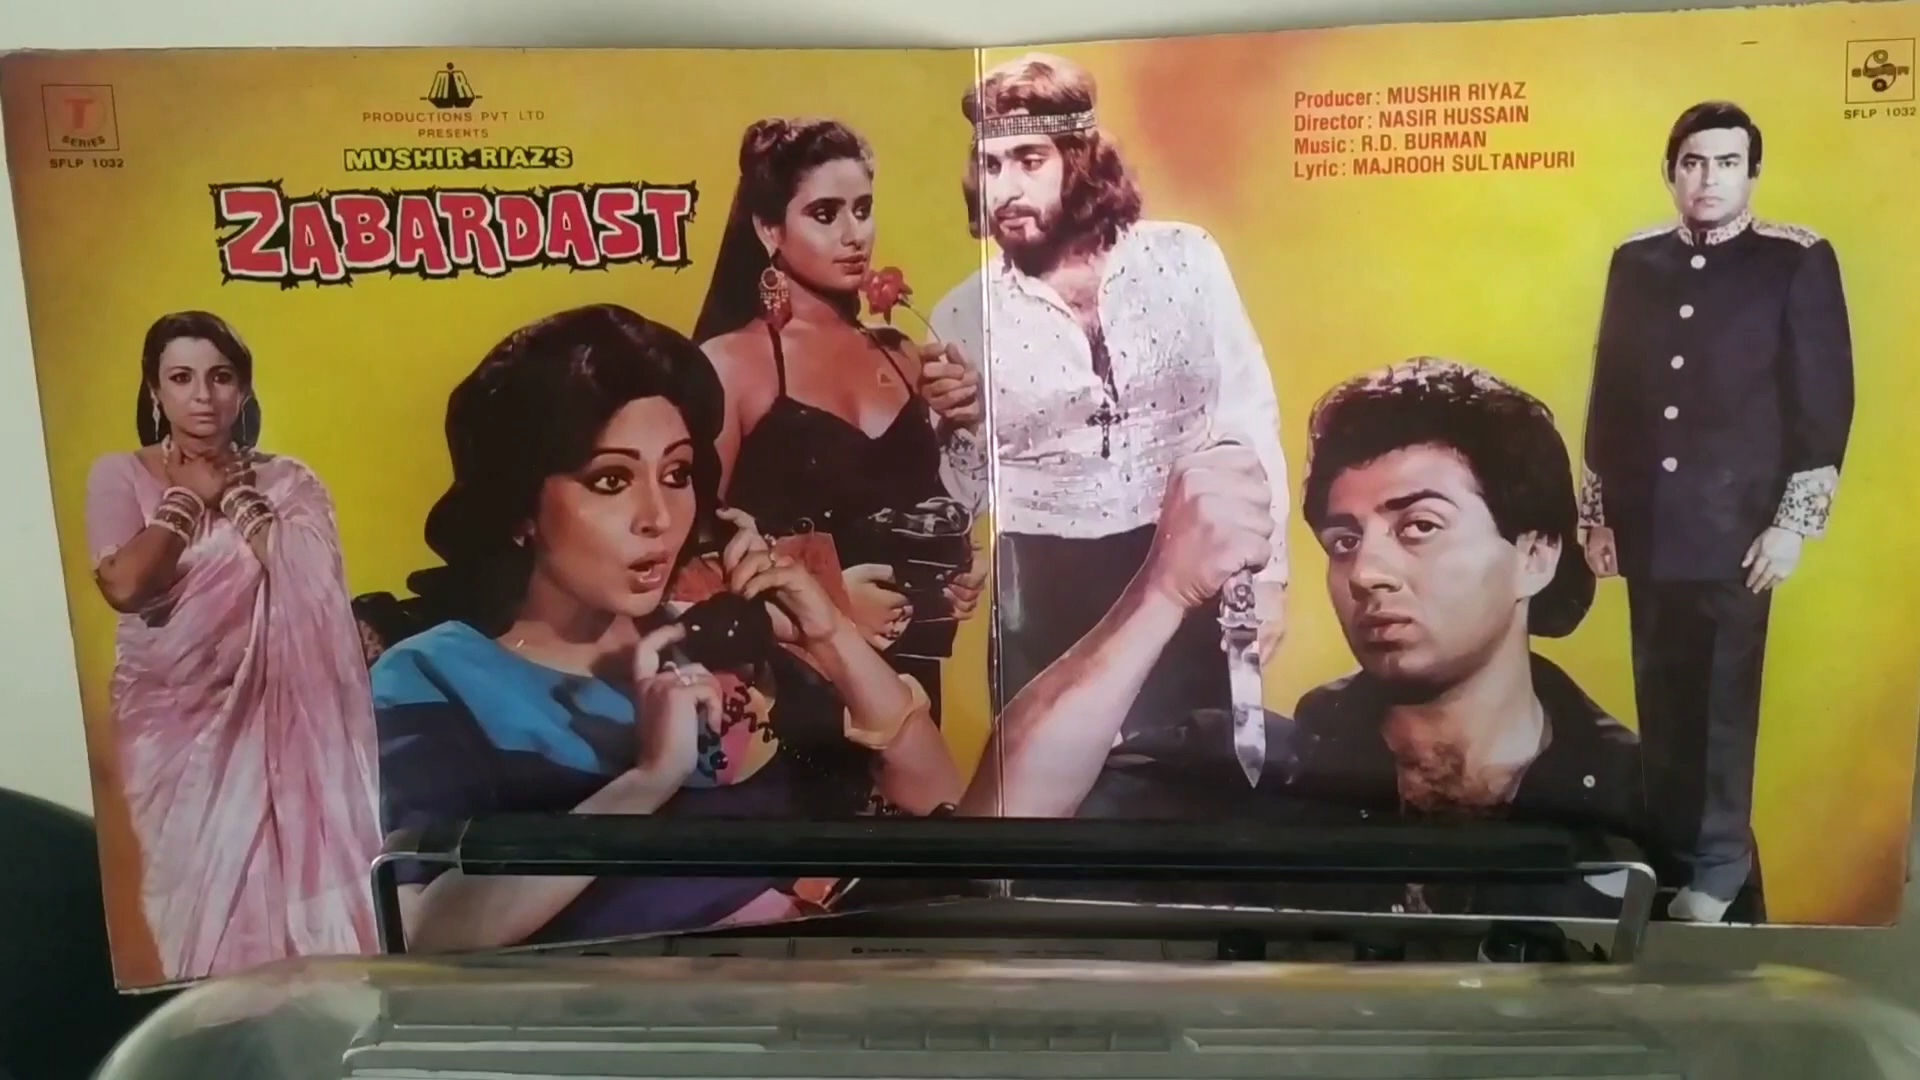 T
SERIES
SFLP 1032
MR
PRODUCTIONS PVT LTD
PRESENTS
MUSHIR-RIAZ'S
ZABARDAST
Producer: MUSHIR RIYAZ
Director: NASIR HUSSAIN
Music: R.D. BURMAN
Lyric: MAJROOH SULTANPURI
SFLP 1032